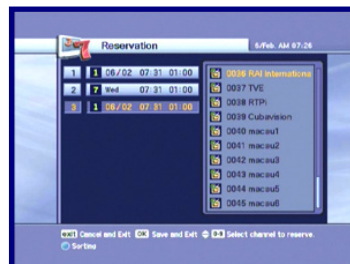 Reservation
6/Feb. AM 07:26
1 1 06/02 07:31 01:00
2 7 Wed 07:31 01:00
3 1 06/02 07:31 01:00
0036 RAI Internationa
0037 TVE
0038 RTPi
0039 Cubavision
0040 macau1
0041 macau2
0042 macau3
0043 macau4
0044 macau5
0045 macau6
exit Cancel and Exit OK Save and Exit 0-9 Select channel to reserve.
Sorting